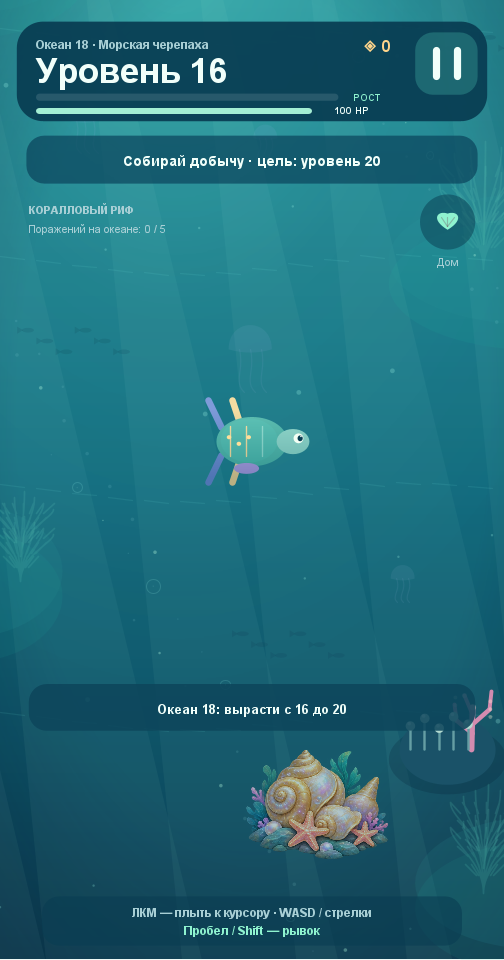 Океан 18 · Морская черепаха
0
Уровень 16
РОСТ
100 HP
Собирай добычу · цель: уровень 20
КОРАЛЛОВЫЙ РИФ
Поражений на океане: 0 / 5
Дом
Океан 18: вырасти с 16 до 20
ЛКМ — плыть к курсору · WASD / стрелки
Пробел / Shift — рывок